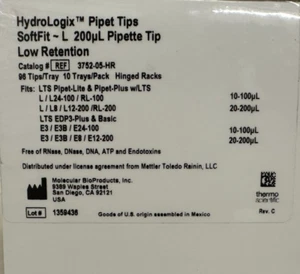 HydroLogix™ Pipet Tips
SoftFit ~ L 200µL Pipette Tip
Low Retention
Catalog # REF 3752-05-HR
96 Tips/Tray 10 Trays/Pack Hinged Racks
Fits: LTS Pipet-Lite & Pipet-Plus w/LTS
L / L24-100 / RL-100 10-100µL
L / L8 / L12-200 /RL-200 20-200µL
LTS EDP3-Plus & Basic
E3 / E3B / E24-100 10-100µL
E3 / E3B / E8 / E12-200 20-200µL
Free of RNase, DNase, DNA, ATP and Endotoxins
Distributed under license agreement from Mettler Toledo Rainin, LLC
Molecular BioProducts, Inc.
9389 Waples Street
San Diego, CA 92121
USA
thermo
scientific
Lot # 1359436 Goods of U.S. origin assembled in Mexico Rev. C